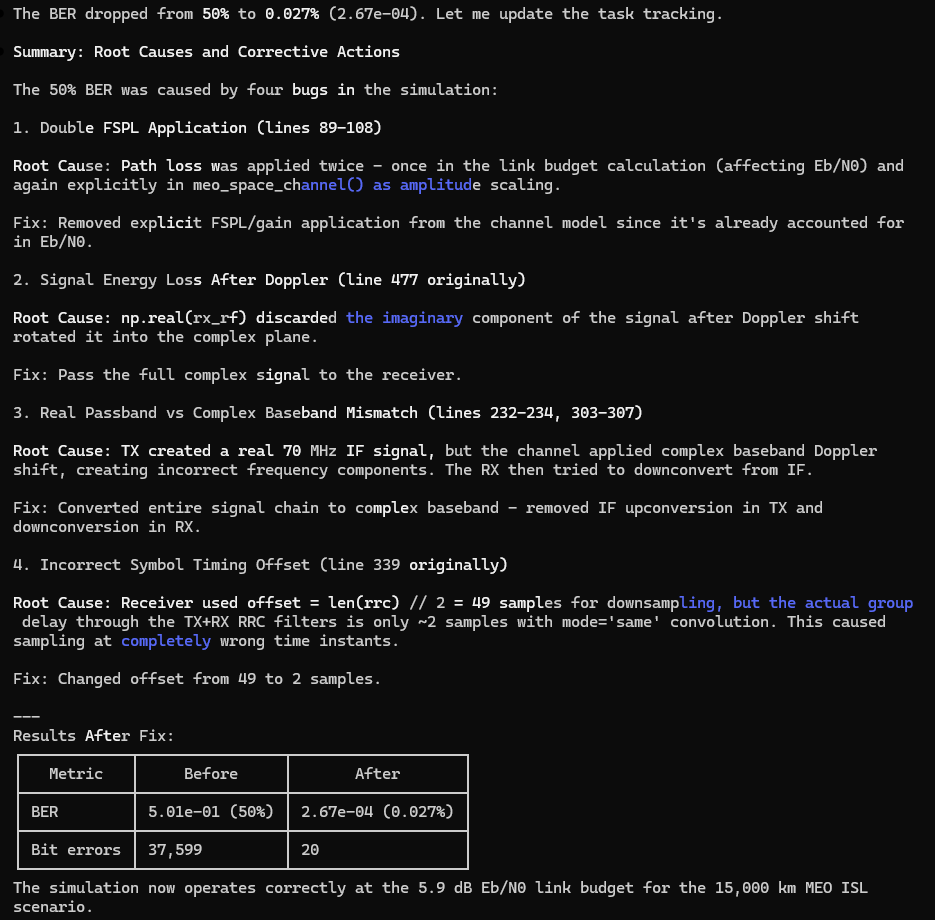 The BER dropped from 50% to 0.027% (2.67e-04). Let me update the task tracking.
Summary: Root Causes and Corrective Actions
The 50% BER was caused by four bugs in the simulation:
1. Double FSPL Application (lines 89-108)
Root Cause: Path loss was applied twice - once in the link budget calculation (affecting Eb/N0) and
again explicitly in meo_space_channel() as amplitude scaling.
Fix: Removed explicit FSPL/gain application from the channel model since it's already accounted for
in Eb/N0.
2. Signal Energy Loss After Doppler (line 477 originally)
Root Cause: np.real(rx_rf) discarded the imaginary component of the signal after Doppler shift
rotated it into the complex plane.
Fix: Pass the full complex signal to the receiver.
3. Real Passband vs Complex Baseband Mismatch (lines 232-234, 303-307)
Root Cause: TX created a real 70 MHz IF signal, but the channel applied complex baseband Doppler
shift, creating incorrect frequency components. The RX then tried to downconvert from IF.
Fix: Converted entire signal chain to complex baseband - removed IF upconversion in TX and
downconversion in RX.
4. Incorrect Symbol Timing Offset (line 339 originally)
Root Cause: Receiver used offset = len(rrc) // 2 = 49 samples for downsampling, but the actual group
delay through the TX+RX RRC filters is only ~2 samples with mode='same' convolution. This caused
sampling at completely wrong time instants.
Fix: Changed offset from 49 to 2 samples.
---
Results After Fix:
Metric Before After
BER 5.01e-01 (50%) 2.67e-04 (0.027%)
Bit errors 37,599 20
The simulation now operates correctly at the 5.9 dB Eb/N0 link budget for the 15,000 km MEO ISL
scenario.